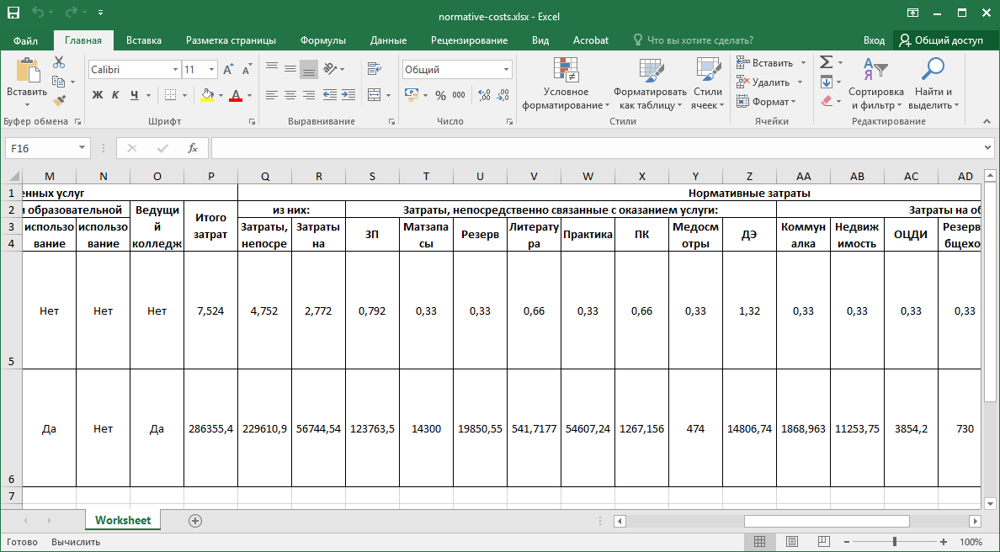 normative-costs.xlsx - Excel
Файл Главная Вставка Разметка страницы Формулы Данные Рецензирование Вид Acrobat Что вы хотите сделать? Вход Общий доступ
Вставить
Буфер обмена
Calibri 11
Ж К Ч А
Шрифт
Выравнивание
Общий
% 000
Число
Условное форматирование
Форматировать как таблицу
Стили ячеек
Стили
Вставить
Удалить
Формат
Ячейки
Сортировка и фильтр
Найти и выделить
Редактирование
F16 fx
M N O P Q R S T U V W X Y Z AA AB AC AD
1 енных услуг Нормативные затраты
2 и образовательной из них: Затраты, непосредственно связанные с оказанием услуги: Затраты на об
3
4
использо вание
использо вание
Ведущи й колледж
Итого затрат
Затраты, непосре
Затраты на
ЗП
Матзапа сы
Резерв
Литерату ра
Практика
ПК
Медосм отры
ДЭ
Коммун алка
Недвиж имость
ОЦДИ
Резерв бщехо
5 Нет Нет Нет 7,524 4,752 2,772 0,792 0,33 0,33 0,66 0,33 0,66 0,33 1,32 0,33 0,33 0,33 0,33
6 Да Нет Да 286355,4 229610,9 56744,54 123763,5 14300 19850,55 541,7177 54607,24 1267,156 474 14806,74 1868,963 11253,75 3854,2 730
7
Worksheet
Готово Вычислить 100%